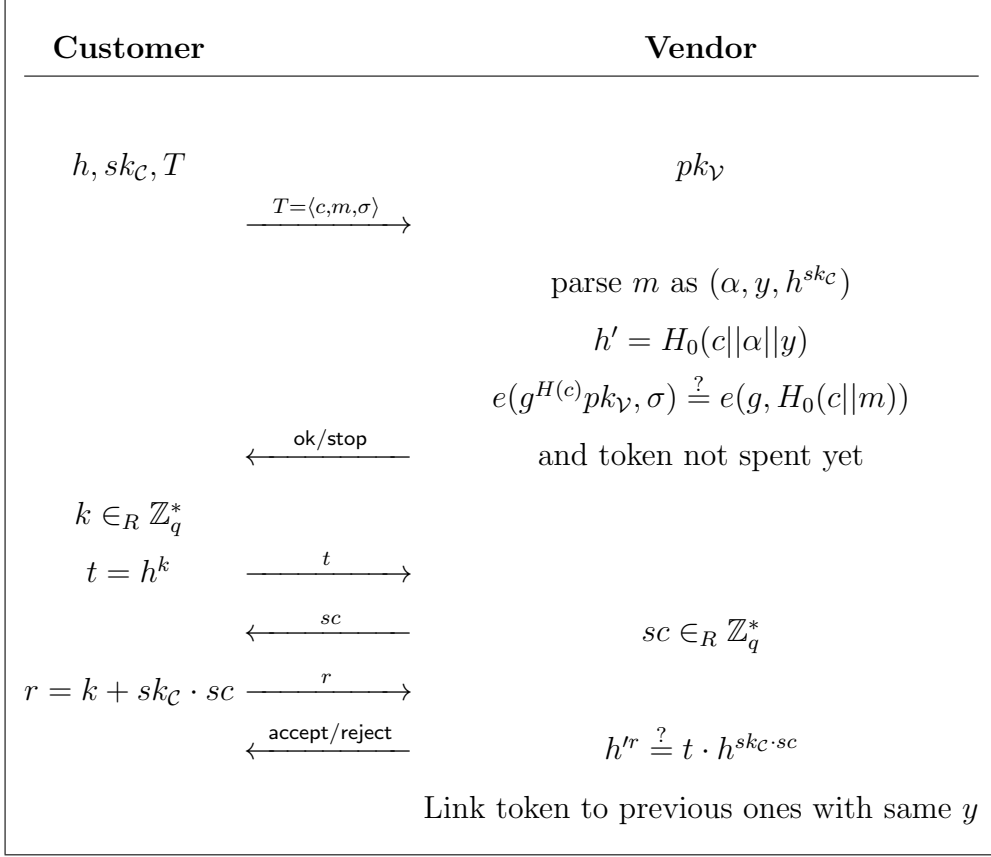 Customer Vendor
h, sk_𝒞, T pk_𝒱
T=⟨c,m,σ⟩
parse m as (α, y, h^{sk_𝒞})
h′ = H_0(c||α||y)
e(g^{H(c)}pk_𝒱, σ) ≟ e(g, H_0(c||m))
ok/stop and token not spent yet
k ∈_R ℤ_q^*
t = h^k t
sc sc ∈_R ℤ_q^*
r = k + sk_𝒞 · sc r
accept/reject h′^r ≟ t · h^{sk_𝒞·sc}
Link token to previous ones with same y